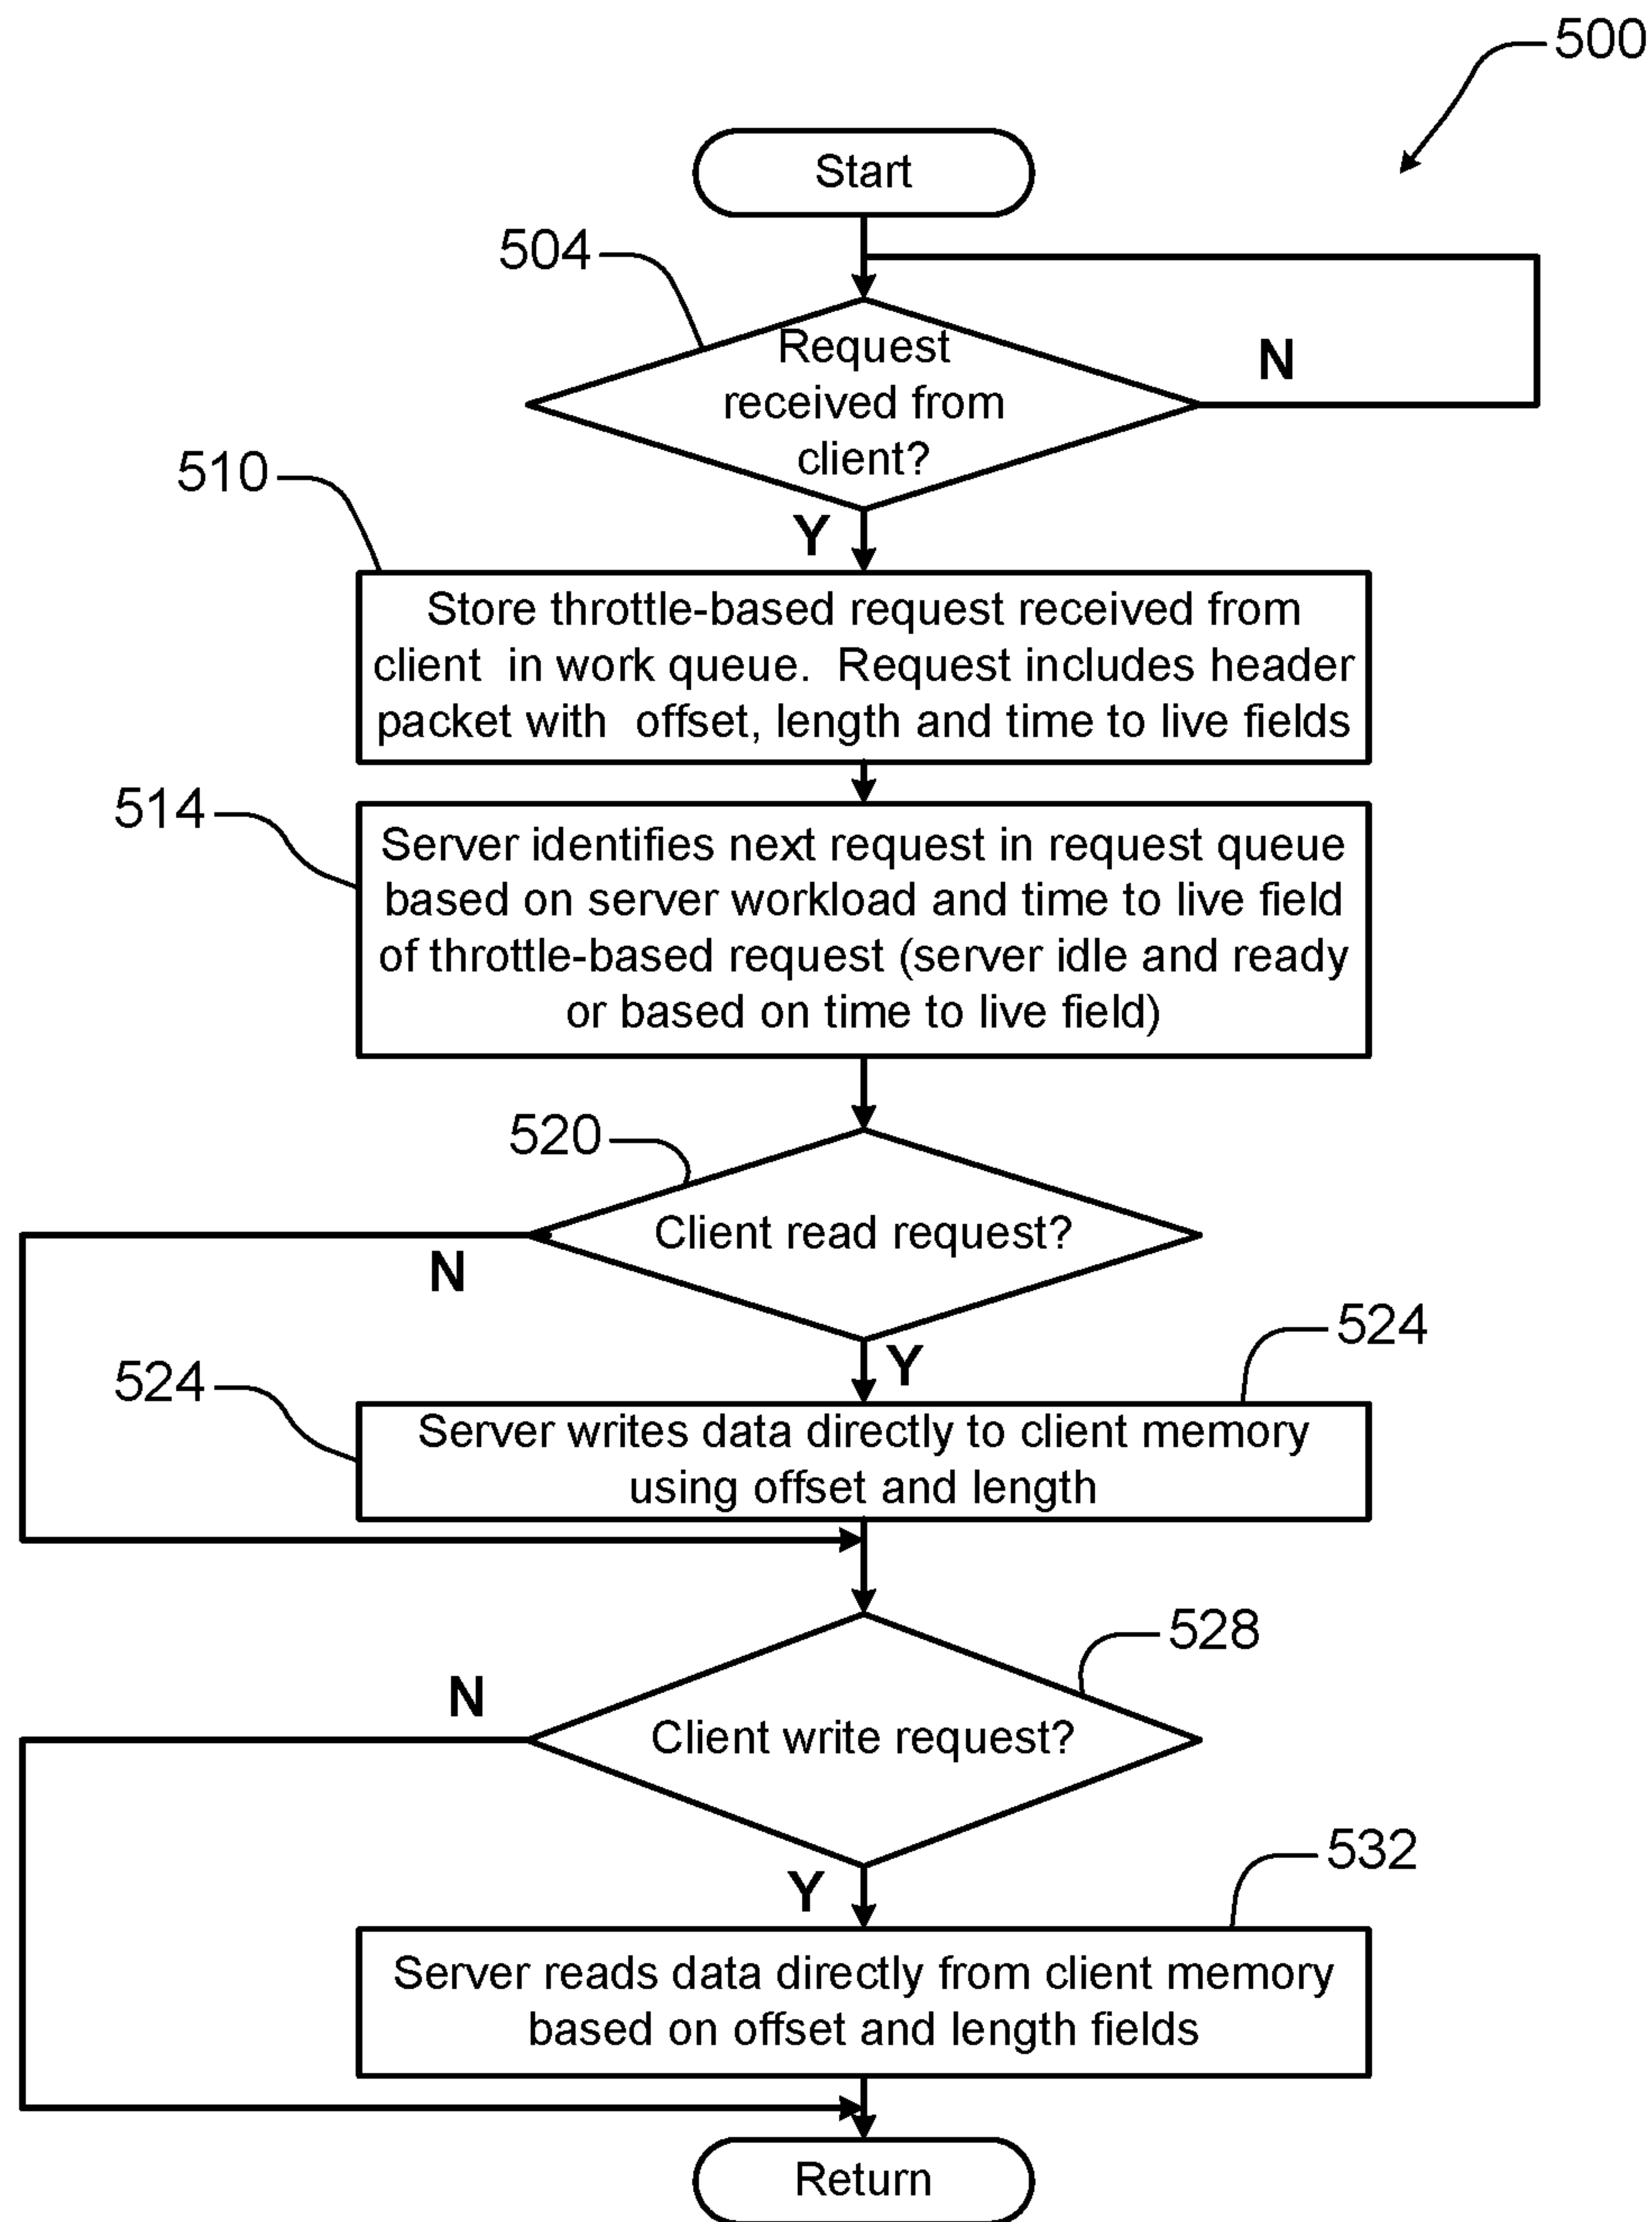 500
Start
504
Request
received from
client?
N
510
Y
Store throttle-based request received from
client in work queue. Request includes header
packet with offset, length and time to live fields
514
Server identifies next request in request queue
based on server workload and time to live field
of throttle-based request (server idle and ready
or based on time to live field)
520
Client read request?
N
524
Y
524
Server writes data directly to client memory
using offset and length
528
N
Client write request?
532
Y
Server reads data directly from client memory
based on offset and length fields
Return